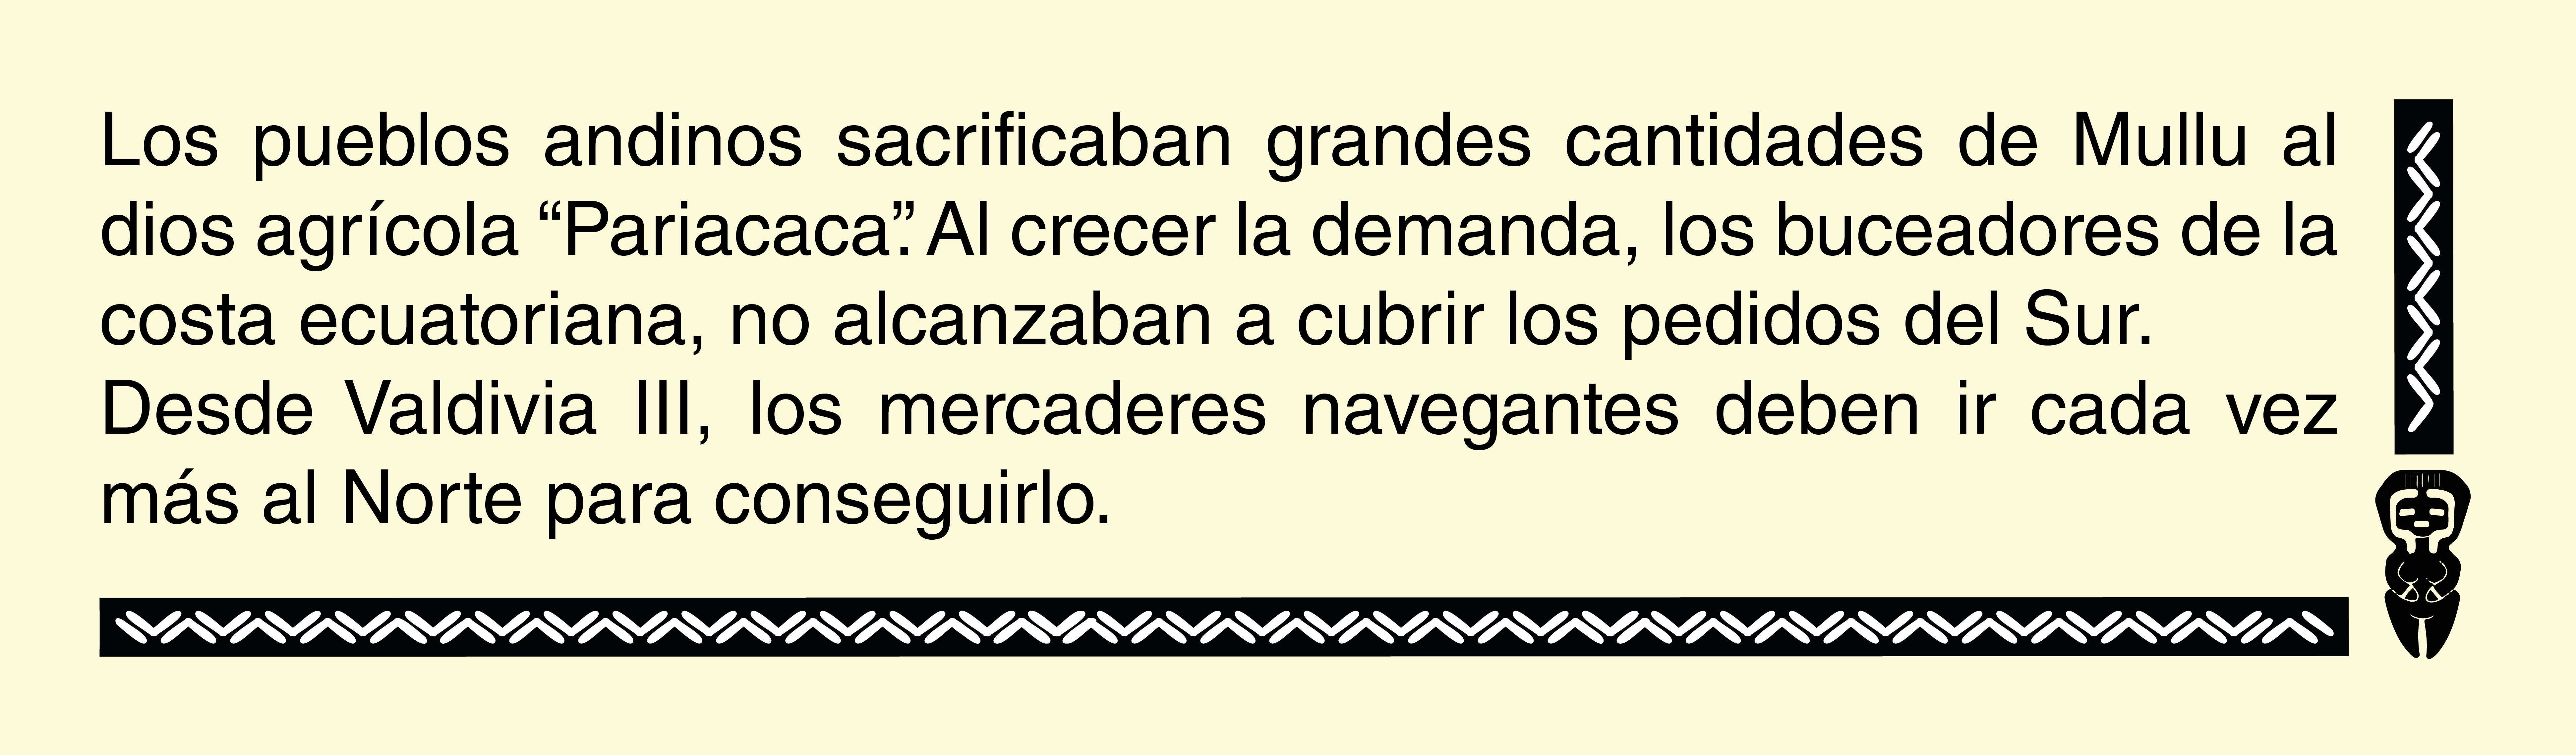 Los pueblos andinos sacrificaban grandes cantidades de Mullu al
dios agrícola “Pariacaca”. Al crecer la demanda, los buceadores de la
costa ecuatoriana, no alcanzaban a cubrir los pedidos del Sur.
Desde Valdivia III, los mercaderes navegantes deben ir cada vez
más al Norte para conseguirlo.